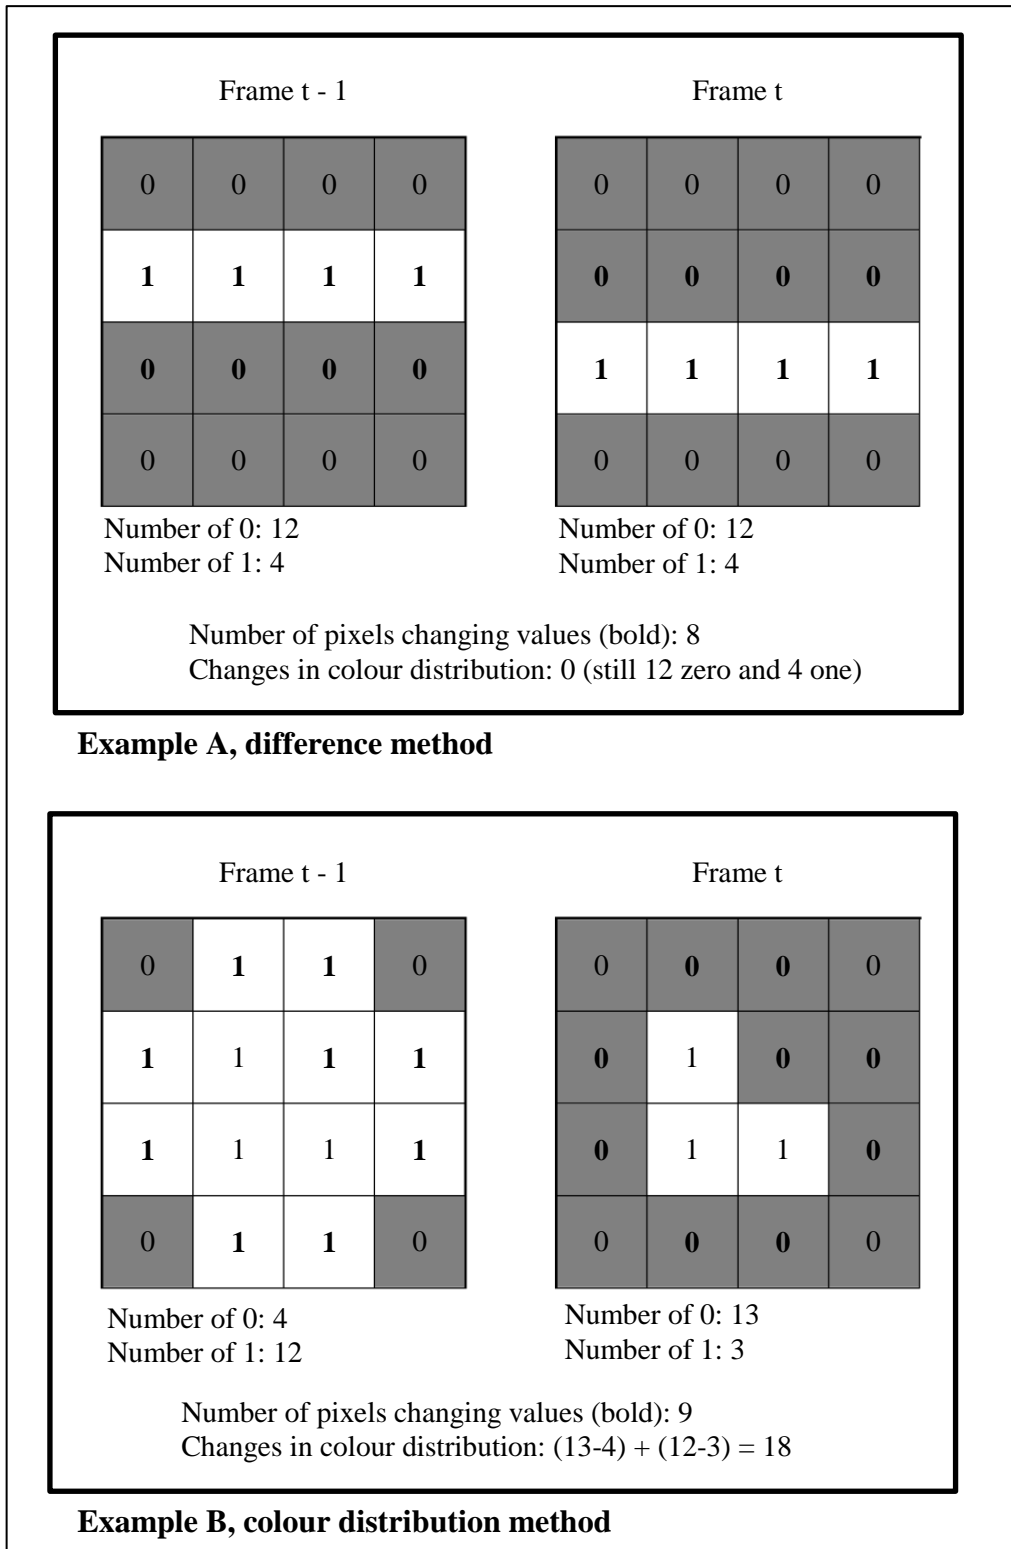 Frame t - 1 Frame t
0 0 0 0 0 0 0 0
1 1 1 1 0 0 0 0
0 0 0 0 1 1 1 1
0 0 0 0 0 0 0 0
Number of 0: 12 Number of 0: 12
Number of 1: 4 Number of 1: 4
Number of pixels changing values (bold): 8
Changes in colour distribution: 0 (still 12 zero and 4 one)
Example A, difference method
Frame t - 1 Frame t
0 1 1 0 0 0 0 0
1 1 1 1 0 1 0 0
1 1 1 1 0 1 1 0
0 1 1 0 0 0 0 0
Number of 0: 4 Number of 0: 13
Number of 1: 12 Number of 1: 3
Number of pixels changing values (bold): 9
Changes in colour distribution: (13-4) + (12-3) = 18
Example B, colour distribution method